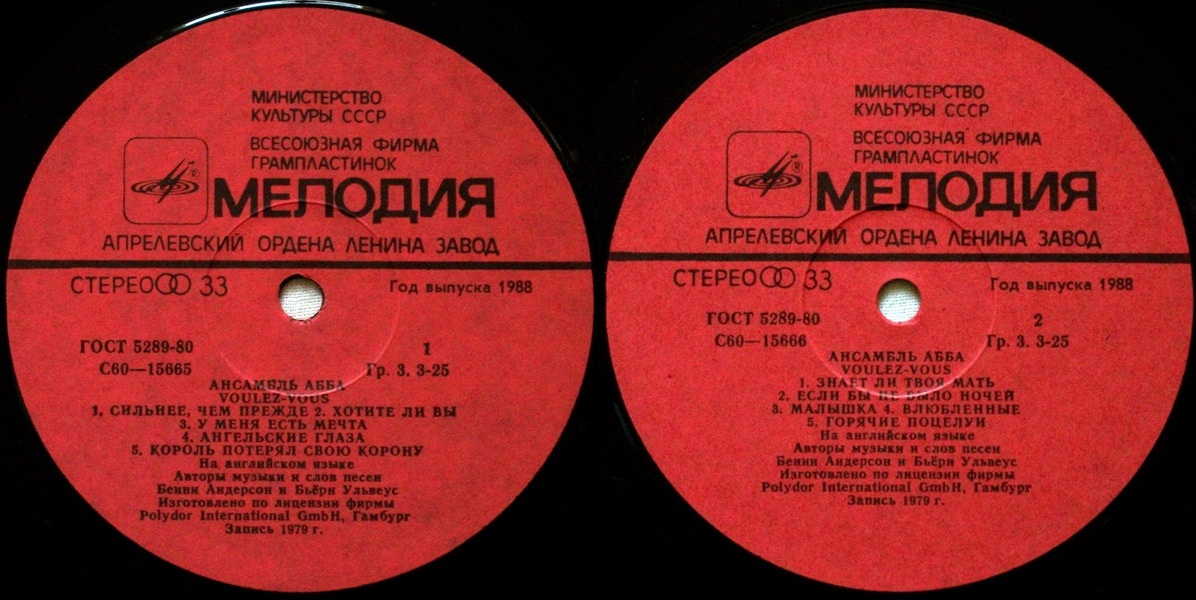 МИНИСТЕРСТВО
КУЛЬТУРЫ СССР
ВСЕСОЮЗНАЯ ФИРМА
ГРАМПЛАСТИНОК
МЕЛОДИЯ
®
АПРЕЛЕВСКИЙ ОРДЕНА ЛЕНИНА ЗАВОД
СТЕРЕО 33
Год выпуска 1988
ГОСТ 5289-80
1
С60—15665
Гр. 3. 3-25
АНСАМБЛЬ АББА
VOULEZ-VOUS
1. СИЛЬНЕЕ, ЧЕМ ПРЕЖДЕ 2. ХОТИТЕ ЛИ ВЫ
3. У МЕНЯ ЕСТЬ МЕЧТА
4. АНГЕЛЬСКИЕ ГЛАЗА
5. КОРОЛЬ ПОТЕРЯЛ СВОЮ КОРОНУ
На английском языке
Авторы музыки и слов песен
Бенни Андерсон и Бьёрн Ульвеус
Изготовлено по лицензии фирмы
Polydor International GmbH, Гамбург
Запись 1979 г.
МИНИСТЕРСТВО
КУЛЬТУРЫ СССР
ВСЕСОЮЗНАЯ ФИРМА
ГРАМПЛАСТИНОК
МЕЛОДИЯ
®
АПРЕЛЕВСКИЙ ОРДЕНА ЛЕНИНА ЗАВОД
СТЕРЕО 33
Год выпуска 1988
ГОСТ 5289-80
2
С60—15666
Гр. 3. 3-25
АНСАМБЛЬ АББА
VOULEZ-VOUS
1. ЗНАЕТ ЛИ ТВОЯ МАТЬ
2. ЕСЛИ БЫ НЕ БЫЛО НОЧЕЙ
3. МАЛЫШКА 4. ВЛЮБЛЕННЫЕ
5. ГОРЯЧИЕ ПОЦЕЛУИ
На английском языке
Авторы музыки и слов песен
Бенни Андерсон и Бьёрн Ульвеус
Изготовлено по лицензии фирмы
Polydor International GmbH, Гамбург
Запись 1979 г.